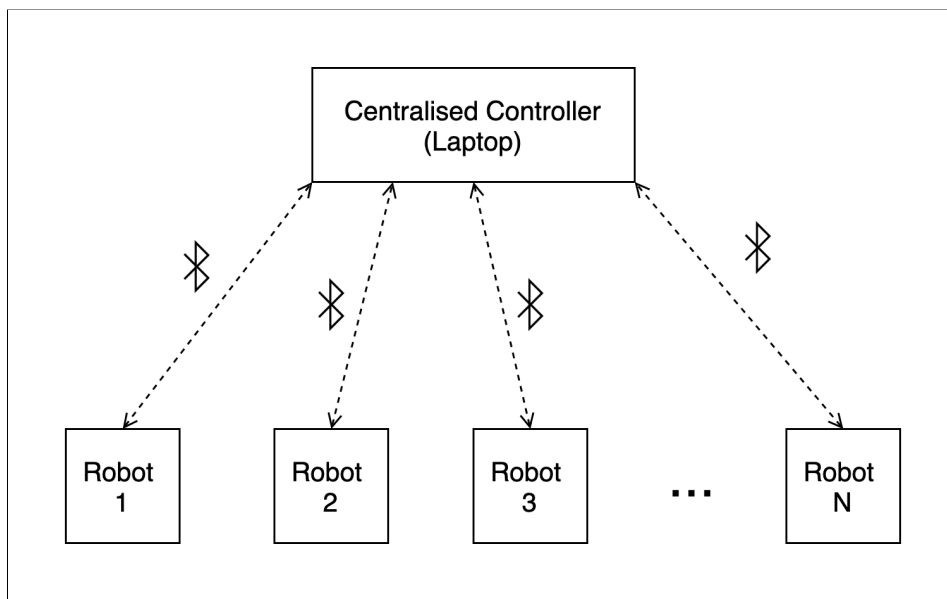 Centralised Controller
(Laptop)
Robot
1
Robot
2
Robot
3
...
Robot
N